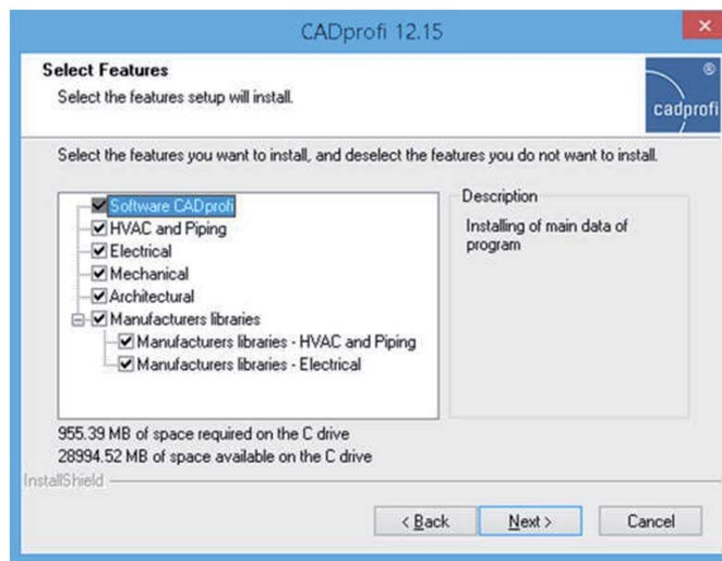 CADprofi 12.15
Select Features
Select the features setup will install.
®
cadprofi
Select the features you want to install, and deselect the features you do not want to install.
Software CADprofi
HVAC and Piping
Electrical
Mechanical
Architectural
Manufacturers libraries
Manufacturers libraries - HVAC and Piping
Manufacturers libraries - Electrical
Description
Installing of main data of
program
955.39 MB of space required on the C drive
28994.52 MB of space available on the C drive
InstallShield
< Back
Next >
Cancel